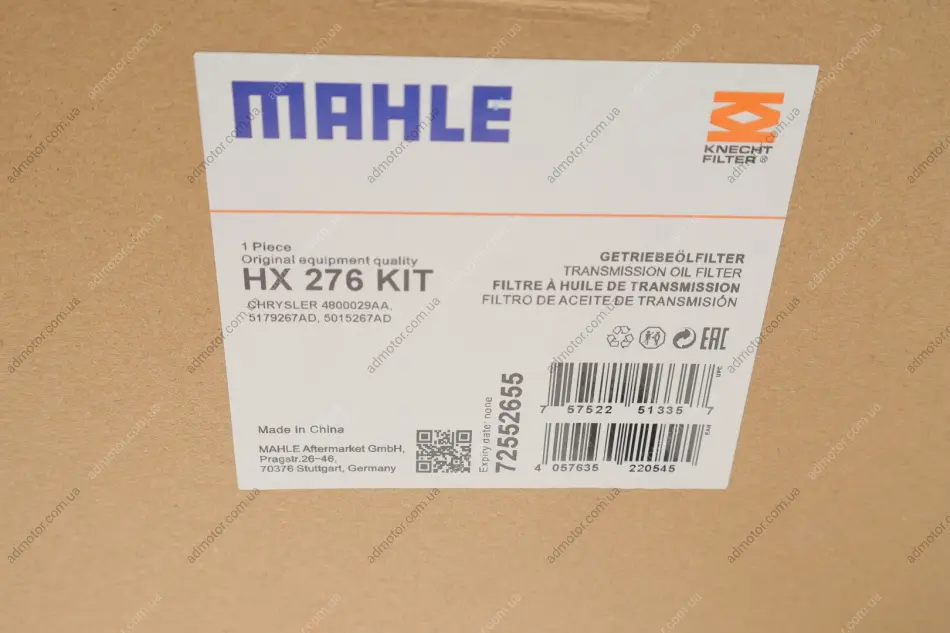 MAHLE
KNECHT
FILTER®
1 Piece
Original equipment quality
HX 276 KIT
CHRYSLER 4800029AA,
5179267AD, 5015267AD
GETRIEBEÖLFILTER
TRANSMISSION OIL FILTER
FILTRE À HUILE DE TRANSMISSION
FILTRO DE ACEITE DE TRANSMISIÓN
EAC
Made in China
MAHLE Aftermarket GmbH,
Pragstr.26-46,
70376 Stuttgart, Germany
Expiry date: none
72552655
UPC
7 57522 51335 7
EAN
4 057635 220545
admotor.com.ua